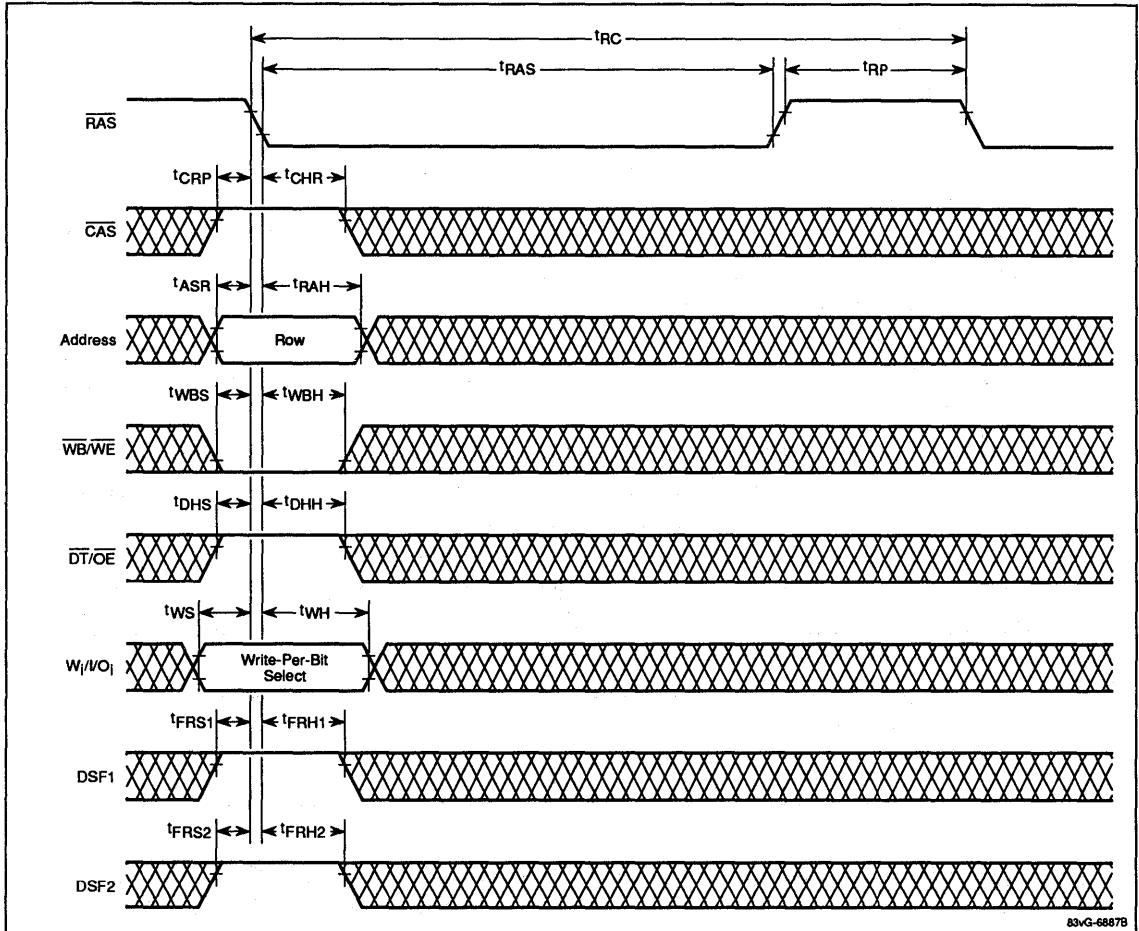 tRC
tRAS
tRP
RAS
tCRP
tCHR
CAS
tASR
tRAH
Address
Row
tWBS
tWBH
WB/WE
tDHS
tDHH
DT/OE
tWS
tWH
Wi/I/Oi
Write-Per-Bit
Select
tFRS1
tFRH1
DSF1
tFRS2
tFRH2
DSF2
83vG-6887B